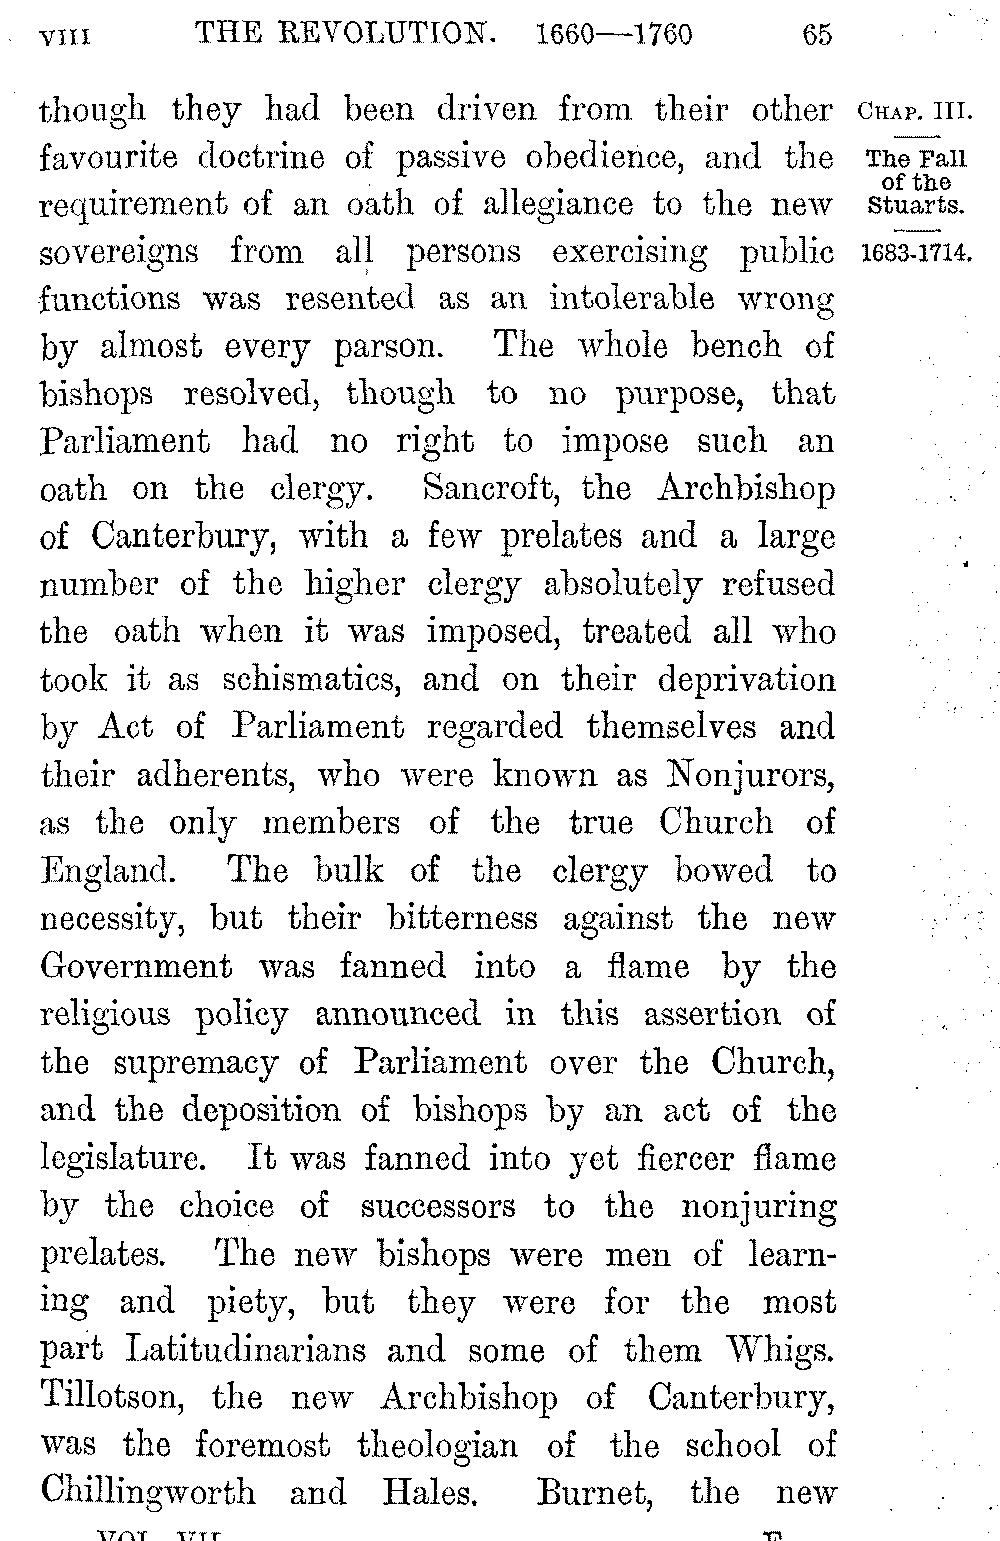 VIII THE REVOLUTION. 1660—1760 65
though they had been driven from their other
favourite doctrine of passive obedience, and the
requirement of an oath of allegiance to the new
sovereigns from all persons exercising public
functions was resented as an intolerable wrong
by almost every parson. The whole bench of
bishops resolved, though to no purpose, that
Parliament had no right to impose such an
oath on the clergy. Sancroft, the Archbishop
of Canterbury, with a few prelates and a large
number of the higher clergy absolutely refused
the oath when it was imposed, treated all who
took it as schismatics, and on their deprivation
by Act of Parliament regarded themselves and
their adherents, who were known as Nonjurors,
as the only members of the true Church of
England. The bulk of the clergy bowed to
necessity, but their bitterness against the new
Government was fanned into a flame by the
religious policy announced in this assertion of
the supremacy of Parliament over the Church,
and the deposition of bishops by an act of the
legislature. It was fanned into yet fiercer flame
by the choice of successors to the nonjuring
prelates. The new bishops were men of learn-
ing and piety, but they were for the most
part Latitudinarians and some of them Whigs.
Tillotson, the new Archbishop of Canterbury,
was the foremost theologian of the school of
Chillingworth and Hales. Burnet, the new
VOL. VII. F
CHAP. III.
The Fall
of the
Stuarts.
1683-1714.